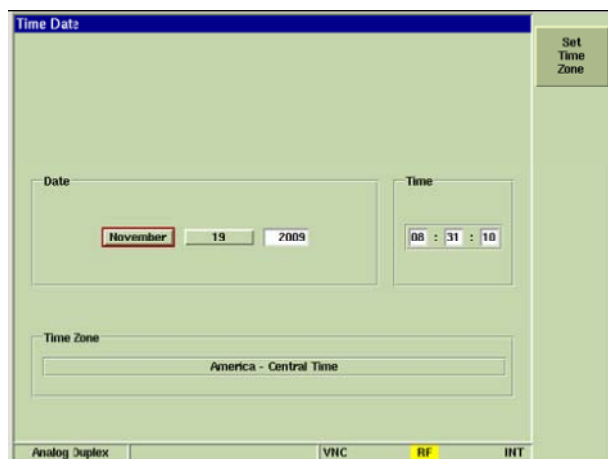 Time Date
Set
Time
Zone
Date
Time
November 19 2009
08 : 31 : 10
Time Zone
America - Central Time
Analog Duplex VNC RF INT